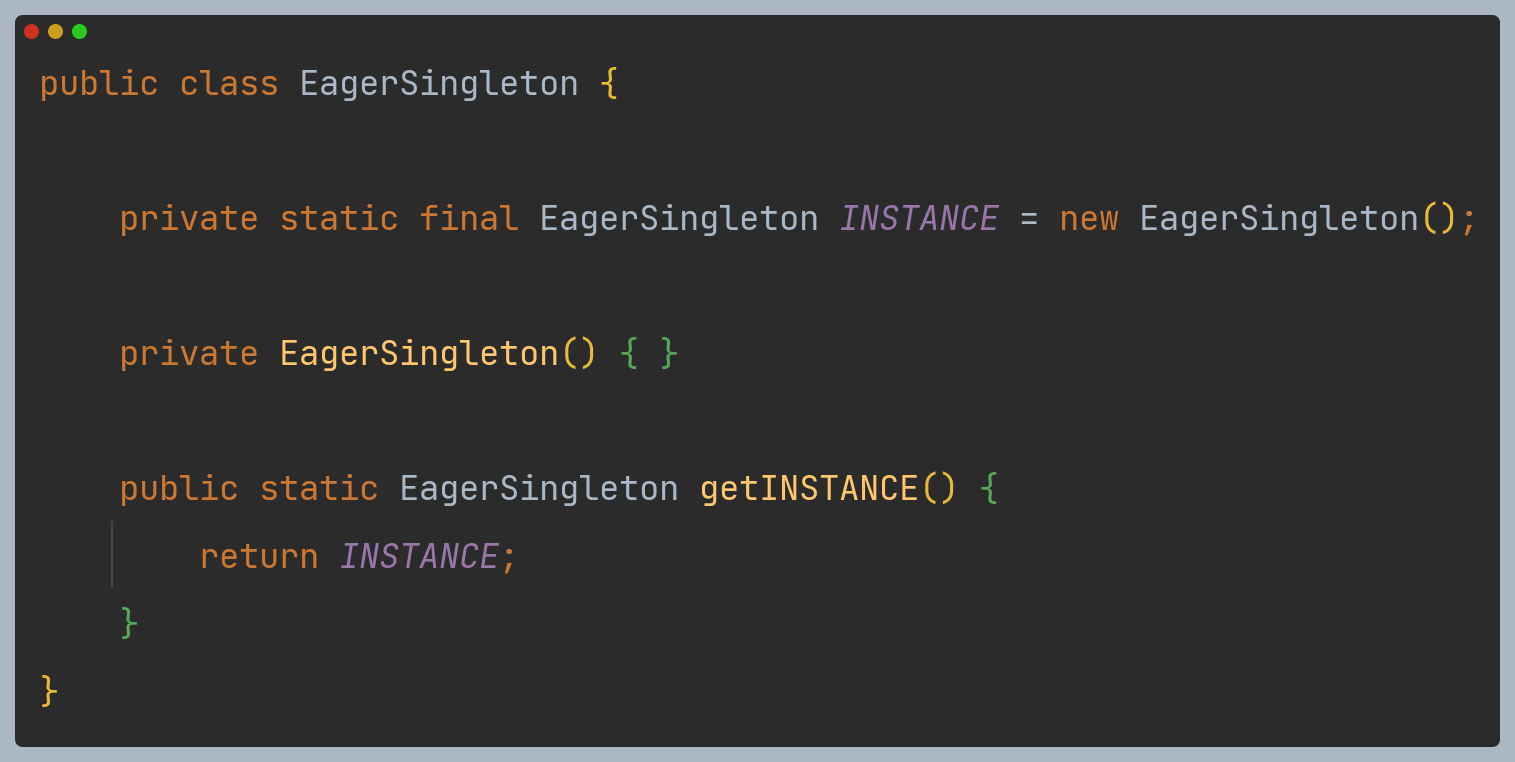 public class EagerSingleton {
    private static final EagerSingleton INSTANCE = new EagerSingleton();
    private EagerSingleton() { }
    public static EagerSingleton getINSTANCE() {
        return INSTANCE;
    }
}